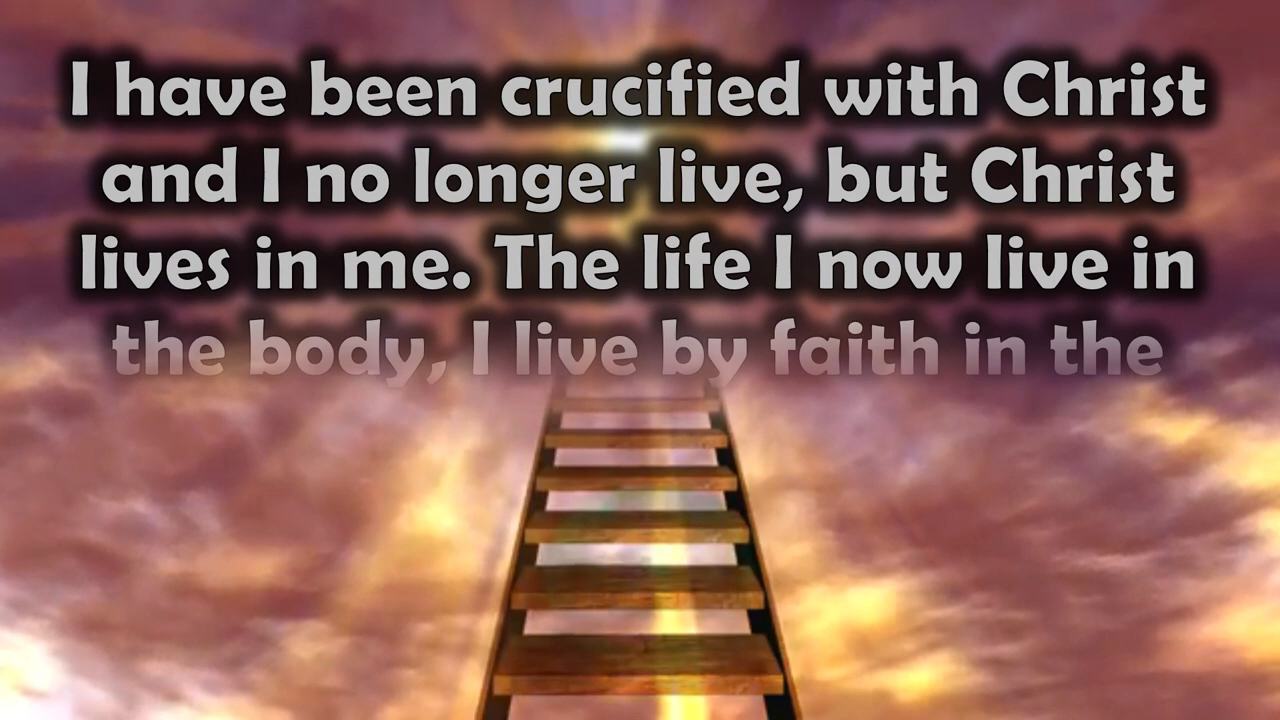 I have been crucified with Christ
and I no longer live, but Christ
lives in me. The life I now live in
the body, I live by faith in the